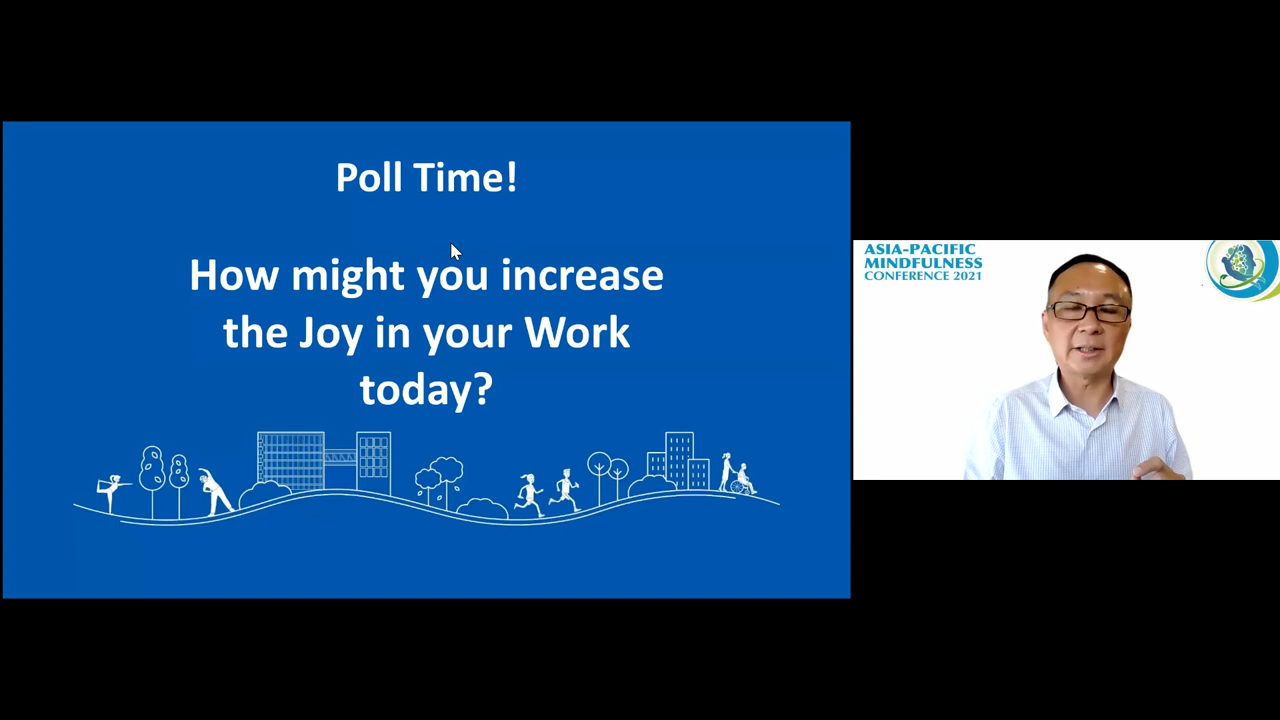 Poll Time!
How might you increase
the Joy in your Work
today?
ASIA-PACIFIC
MINDFULNESS
CONFERENCE 2021